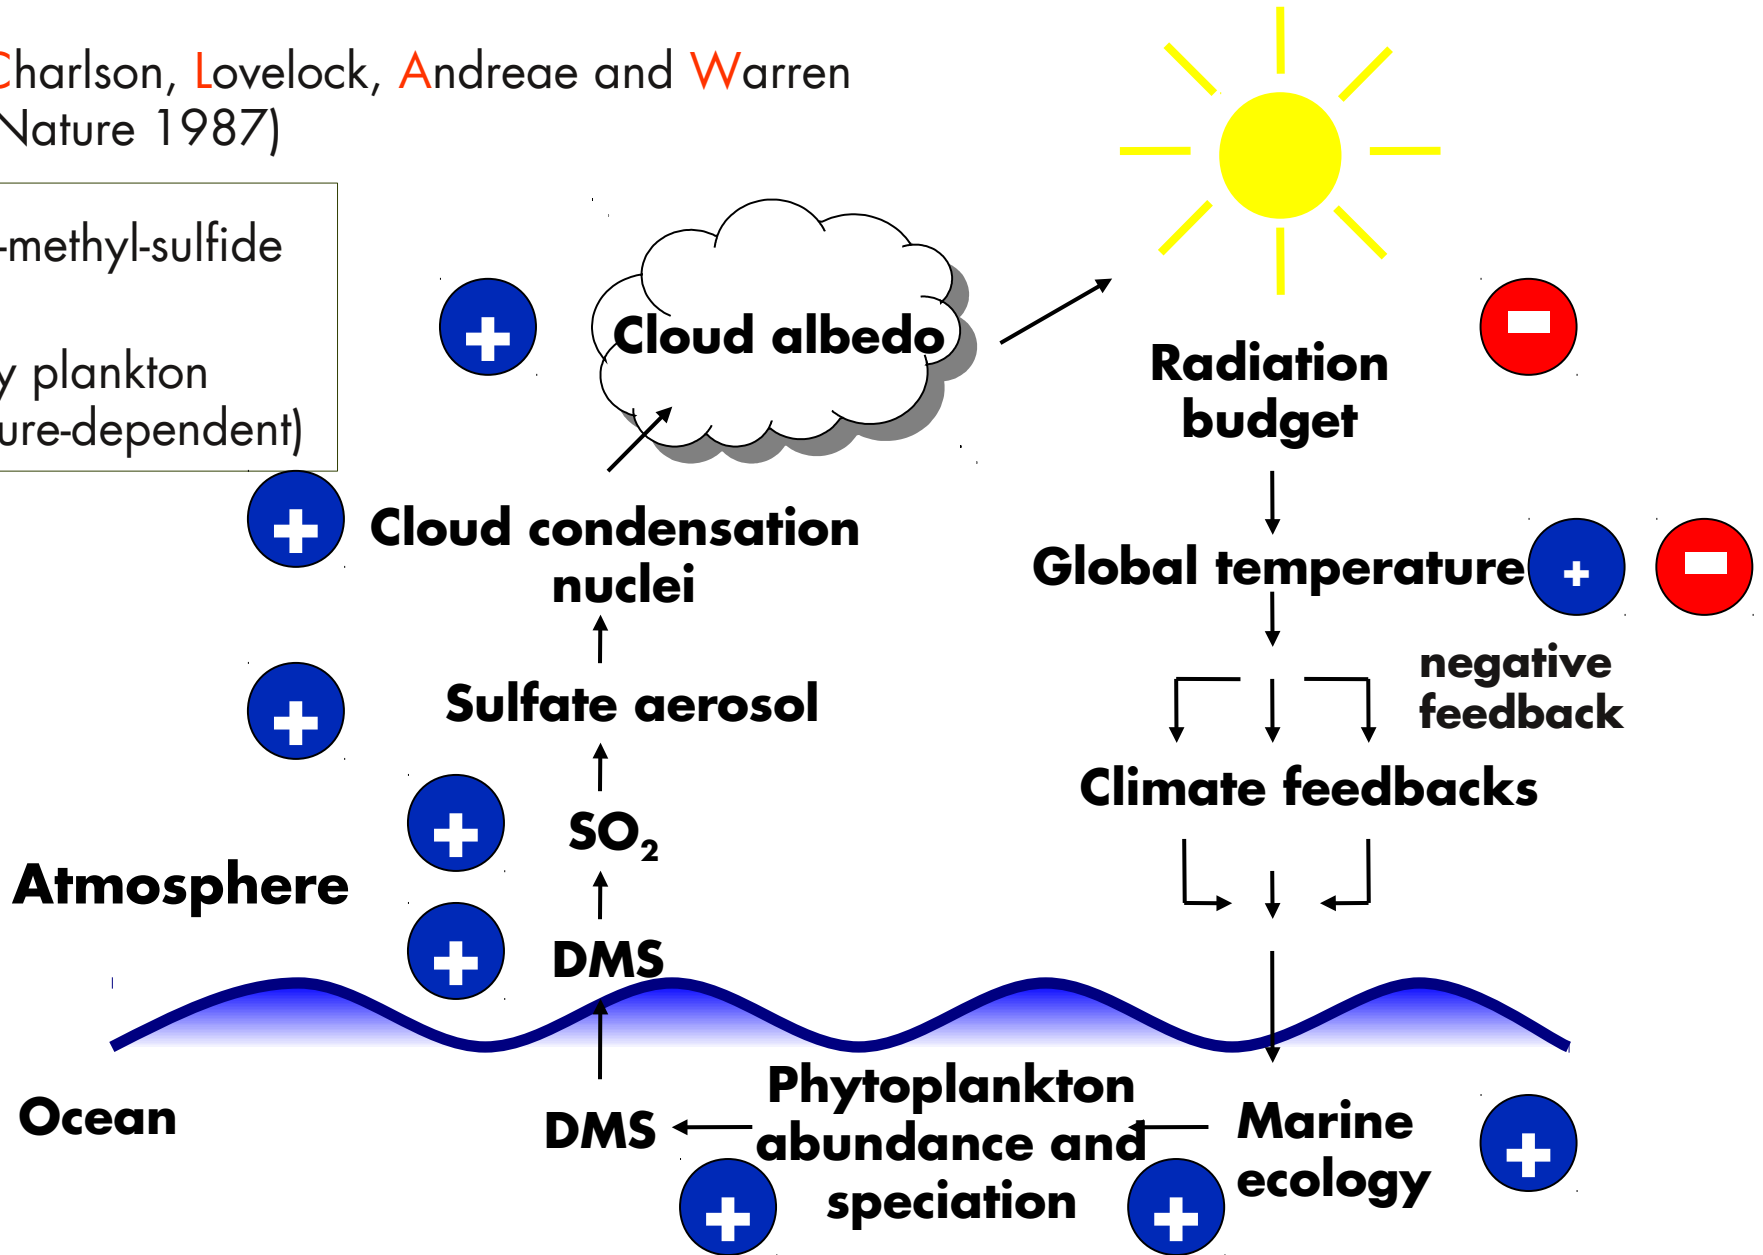 Charlson, Lovelock, Andreae and Warren
Nature 1987)
-methyl-sulfide
y plankton
ure-dependent)
Cloud albedo
Radiation
budget
Cloud condensation
nuclei
Global temperature
negative
feedback
Sulfate aerosol
Climate feedbacks
SO₂
Atmosphere
DMS
Ocean
DMS
Phytoplankton
abundance and
speciation
Marine
ecology